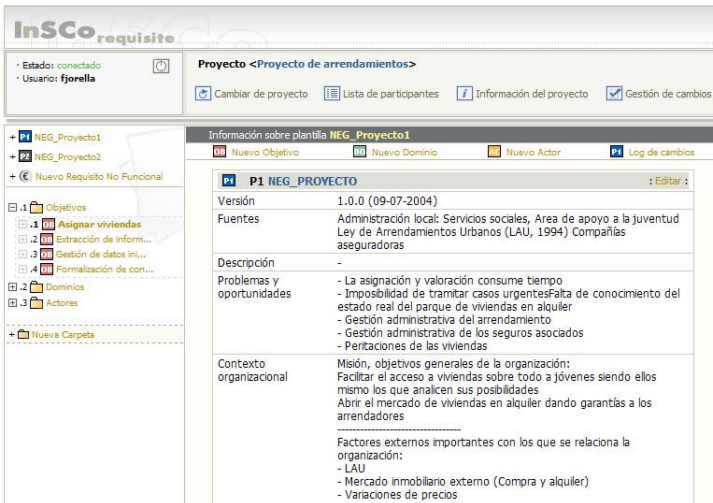 InSCo requisite
· Estado: conectado
· Usuario: fjorella
Proyecto <Proyecto de arrendamientos>
Cambiar de proyecto
Lista de participantes
Información del proyecto
Gestión de cambios
+ P1 NEG_Proyecto1
+ P2 NEG_Proyecto2
+ € Nuevo Requisito No Funcional
.1 Objetivos
.1 OB Asignar viviendas
.2 OB Extracción de inform...
.3 OB Gestión de datos ini...
.4 OB Formalización de con...
.2 Dominios
.3 Actores
+ Nueva Carpeta
Información sobre plantilla NEG_Proyecto1
OB Nuevo Objetivo
DO Nuevo Dominio
AC Nuevo Actor
P1 Log de cambios
P1 P1 NEG_PROYECTO
: Editar :
Versión
1.0.0 (09-07-2004)
Fuentes
Administración local: Servicios sociales, Area de apoyo a la juventud
Ley de Arrendamientos Urbanos (LAU, 1994) Compañías
aseguradoras
Descripción
-
Problemas y
oportunidades
- La asignación y valoración consume tiempo
- Imposibilidad de tramitar casos urgentesFalta de conocimiento del
estado real del parque de viviendas en alquiler
- Gestión administrativa del arrendamiento
- Gestión administrativa de los seguros asociados
- Peritaciones de las viviendas
Contexto
organizacional
Misión, objetivos generales de la organización:
Facilitar el acceso a viviendas sobre todo a jóvenes siendo ellos
mismo los que analicen sus posibilidades
Abrir el mercado de viviendas en alquiler dando garantías a los
arrendadores
----------------------------------
Factores externos importantes con los que se relaciona la
organización:
- LAU
- Mercado inmobiliario externo (Compra y alquiler)
- Variaciones de precios